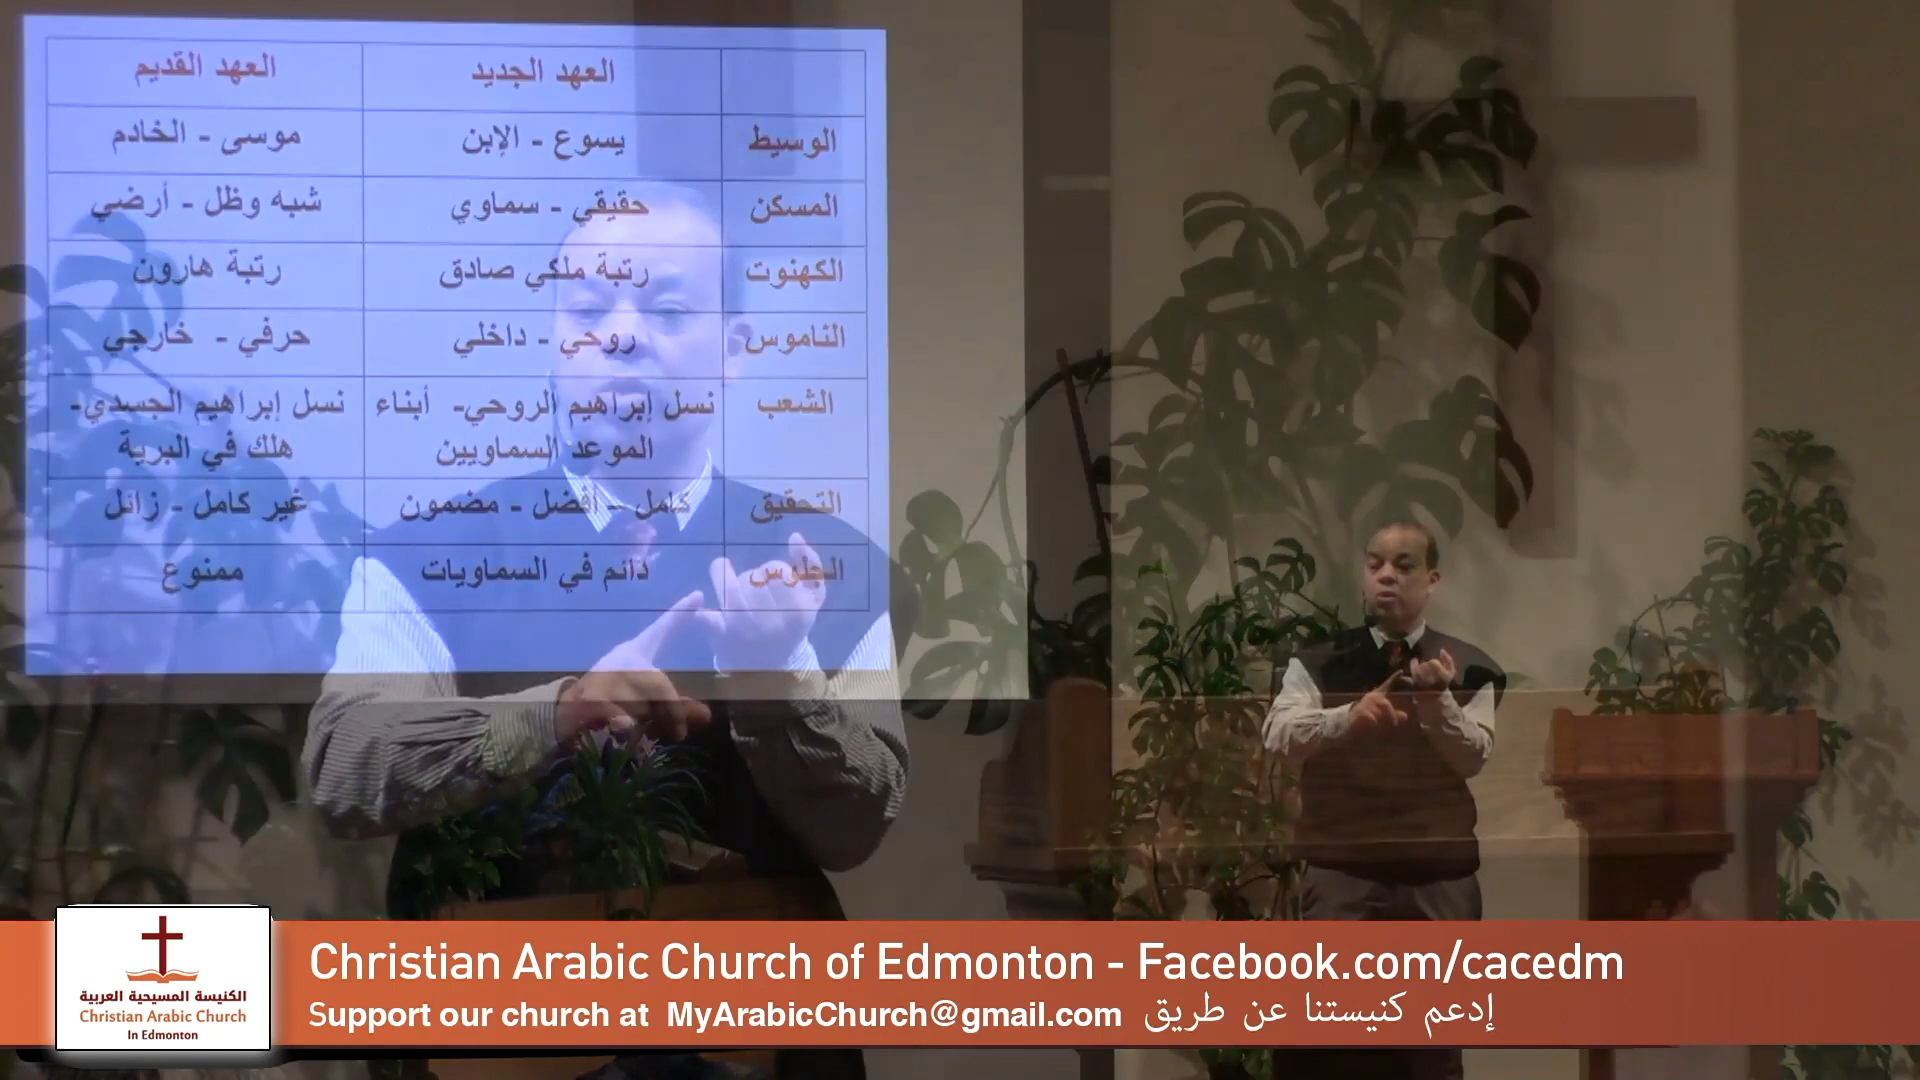 العهد الجديد العهد القديم
الوسيط يسوع - الإبن موسى - الخادم
المسكن حقيقي - سماوي شبه وظل - أرضي
الكهنوت رتبة ملكي صادق رتبة هارون
الناموس روحي - داخلي حرفي - خارجي
الشعب نسل إبراهيم الروحي- أبناء نسل إبراهيم الجسدي-
الموعد السماويين هلك في البرية
التحقيق كامل - أفضل - مضمون غير كامل - زائل
الجلوس دائم في السماويات ممنوع
Christian Arabic Church of Edmonton - Facebook.com/cacedm
Support our church at MyArabicChurch@gmail.com إدعم كنيستنا عن طريق
الكنيسة المسيحية العربية
Christian Arabic Church
In Edmonton